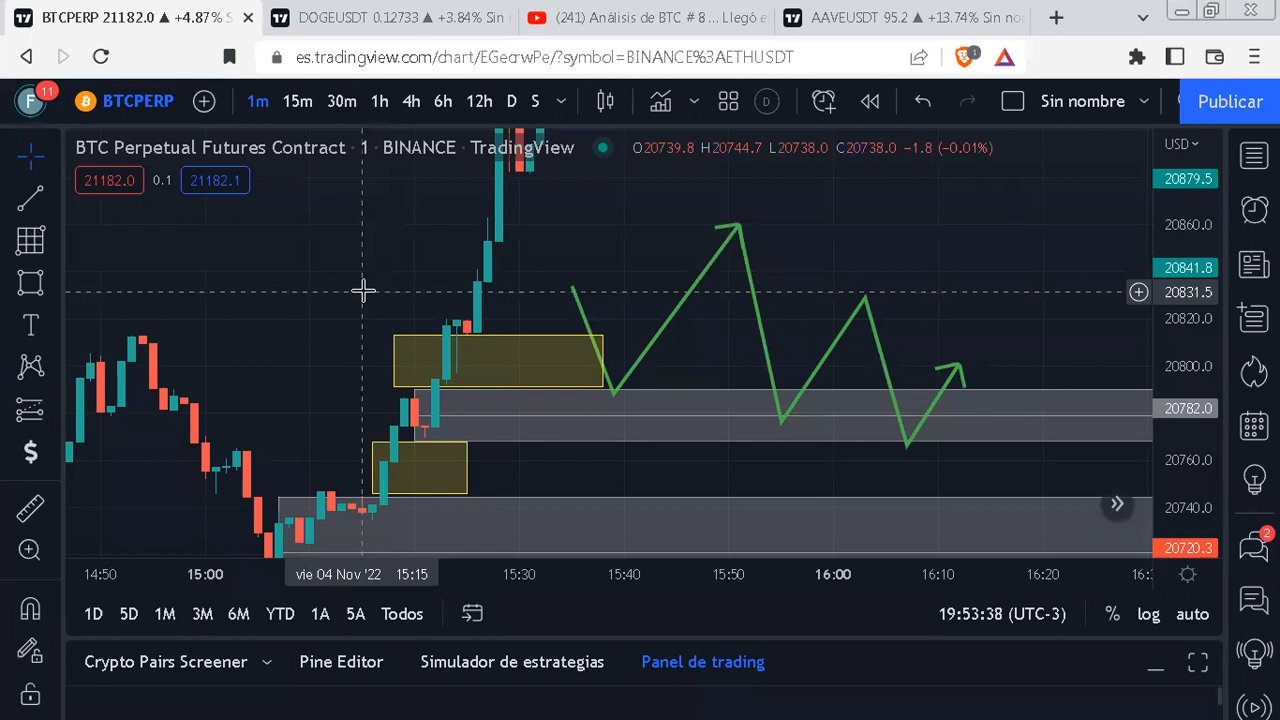 BTCPERP 21182.0 ▲ +4.87% S
DOGEUSDT 0.12733 ▲ +5.84% Sin n
(241) Análisis de BTC # 8 ... Llegó e
AAVEUSDT 95.2 ▲ +13.74% Sin no
es.tradingview.com/chart/EGecrwPe/?symbol=BINANCE%3AETHUSDT
1
F
11
BTCPERP
1m
15m
30m
1h
4h
6h
12h
D
S
D
Sin nombre
Publicar
BTC Perpetual Futures Contract · 1 · BINANCE · TradingView
O20739.8 H20744.7 L20738.0 C20738.0 −1.8 (−0.01%)
USD
21182.0
0.1
21182.1
20879.5
20860.0
20841.8
20831.5
20820.0
20800.0
20782.0
20760.0
20740.0
20720.3
14:50
15:00
vie 04 Nov '22 15:15
15:30
15:40
15:50
16:00
16:10
16:20
1D
5D
1M
3M
6M
YTD
1A
5A
Todos
19:53:38 (UTC-3)
%
log
auto
2
Crypto Pairs Screener
Pine Editor
Simulador de estrategias
Panel de trading